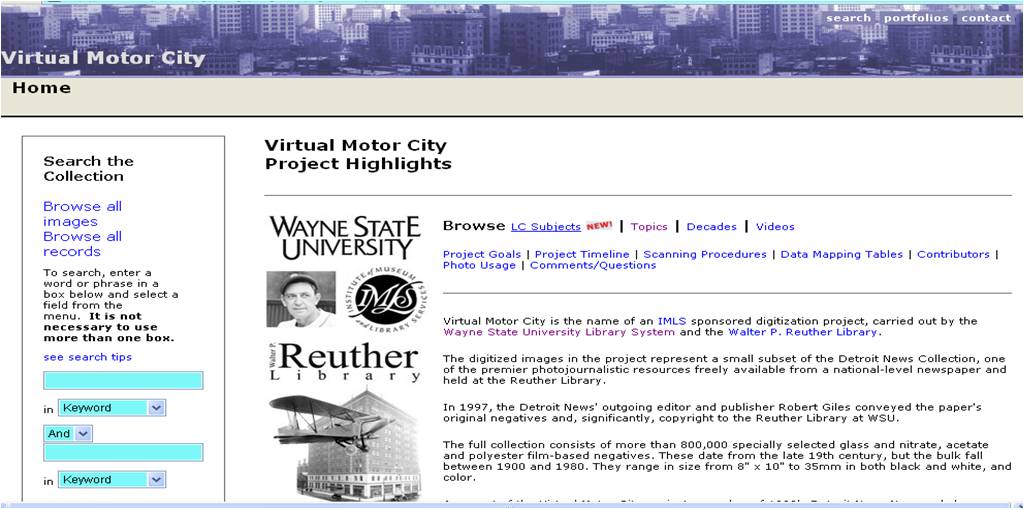 search portfolios contact
Virtual Motor City
Home
Search the
Collection
Browse all
images
Browse all
records
To search, enter a
word or phrase in a
box below and select a
field from the
menu. It is not
necessary to use
more than one box.
see search tips
in Keyword
And
in Keyword
Virtual Motor City
Project Highlights
WAYNE STATE
UNIVERSITY
INSTITUTE of MUSEUM
and LIBRARY SERVICES
IMLS
Walter P.
Reuther
Library
Browse LC Subjects NEW! | Topics | Decades | Videos
Project Goals | Project Timeline | Scanning Procedures | Data Mapping Tables | Contributors |
Photo Usage | Comments/Questions
Virtual Motor City is the name of an IMLS sponsored digitization project, carried out by the
Wayne State University Library System and the Walter P. Reuther Library.
The digitized images in the project represent a small subset of the Detroit News Collection, one
of the premier photojournalistic resources freely available from a national-level newspaper and
held at the Reuther Library.
In 1997, the Detroit News' outgoing editor and publisher Robert Giles conveyed the paper's
original negatives and, significantly, copyright to the Reuther Library at WSU.
The full collection consists of more than 800,000 specially selected glass and nitrate, acetate
and polyester film-based negatives. These date from the late 19th century, but the bulk fall
between 1900 and 1980. They range in size from 8" x 10" to 35mm in both black and white, and
color.